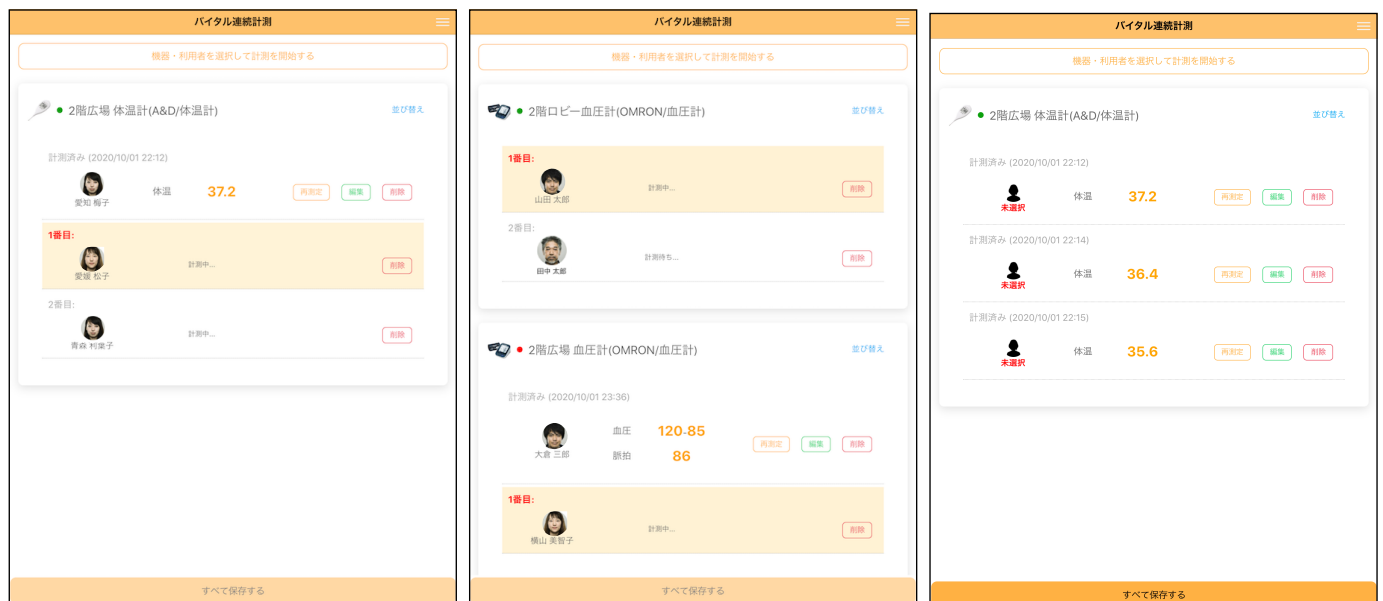 バイタル連続計測
機器・利用者を選択して計測を開始する
2階広場 体温計(A&D/体温計)
並び替え
計測済み (2020/10/01 22:12)
愛知 梅子
体温
37.2
再測定
編集
削除
1番目:
愛媛 松子
計測中...
削除
2番目:
青森 利葉子
計測中...
削除
すべて保存する
バイタル連続計測
機器・利用者を選択して計測を開始する
2階ロビー血圧計(OMRON/血圧計)
並び替え
1番目:
山田 太郎
計測中...
削除
2番目:
田中 太郎
計測待ち...
削除
2階広場 血圧計(OMRON/血圧計)
並び替え
計測済み (2020/10/01 23:36)
大倉 三郎
血圧
120-85
脈拍
86
再測定
編集
削除
1番目:
横山 美智子
計測中...
削除
すべて保存する
バイタル連続計測
機器・利用者を選択して計測を開始する
2階広場 体温計(A&D/体温計)
並び替え
計測済み (2020/10/01 22:12)
未選択
体温
37.2
再測定
編集
削除
計測済み (2020/10/01 22:14)
未選択
体温
36.4
再測定
編集
削除
計測済み (2020/10/01 22:15)
未選択
体温
35.6
再測定
編集
削除
すべて保存する